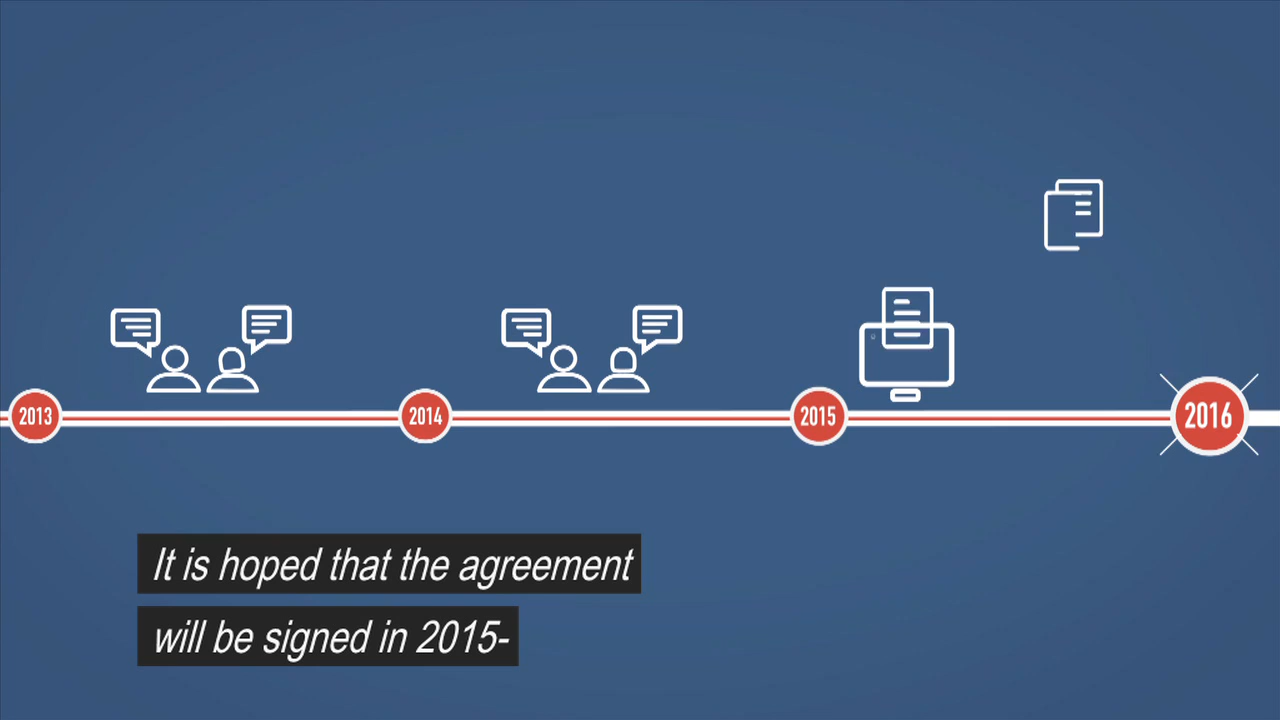 2013 2014 2015 2016
It is hoped that the agreement
will be signed in 2015-